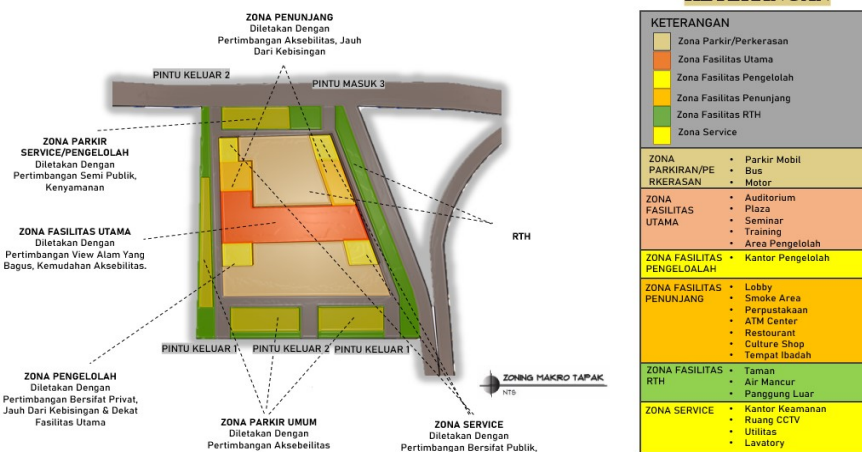 ZONA PENUNJANG
Diletakan Dengan
Pertimbangan Aksebilitas, Jauh
Dari Kebisingan
PINTU KELUAR 2
PINTU MASUK 3
ZONA PARKIR
SERVICE/PENGELOLAH
Diletakan Dengan
Pertimbangan Semi Publik,
Kenyamanan
ZONA FASILITAS UTAMA
Diletakan Dengan
Pertimbangan View Alam Yang
Bagus, Kemudahan Aksebilitas.
RTH
PINTU KELUAR 1
PINTU KELUAR 2
PINTU KELUAR 1
ZONING MAKRO TAPAK
NTS
ZONA PENGELOLAH
Diletakan Dengan
Pertimbangan Bersifat Privat,
Jauh Dari Kebisingan & Dekat
Fasilitas Utama
ZONA PARKIR UMUM
Diletakan Dengan
Pertimbangan Aksebeilitas
ZONA SERVICE
Diletakan Dengan
Pertimbangan Bersifat Publik,
KETERANGAN
Zona Parkir/Perkerasan
Zona Fasilitas Utama
Zona Fasilitas Pengelolah
Zona Fasilitas Penunjang
Zona Fasilitas RTH
Zona Service
ZONA
PARKIRAN/PE
RKERASAN
• Parkir Mobil
• Bus
• Motor
ZONA
FASILITAS
UTAMA
• Auditorium
• Plaza
• Seminar
• Training
• Area Pengelolah
ZONA FASILITAS
PENGELOALAH
• Kantor Pengelolah
ZONA FASILITAS
PENUNJANG
• Lobby
• Smoke Area
• Perpustakaan
• ATM Center
• Restourant
• Culture Shop
• Tempat Ibadah
ZONA FASILITAS
RTH
• Taman
• Air Mancur
• Panggung Luar
ZONA SERVICE
• Kantor Keamanan
• Ruang CCTV
• Utilitas
• Lavatory